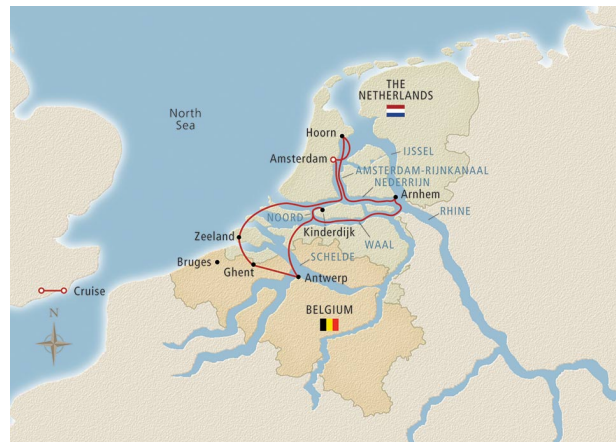 North
Sea
THE
NETHERLANDS
Hoorn
Amsterdam
IJSSEL
AMSTERDAM-RIJNKANAAL
NEDERRIJN
Arnhem
NOORD
RHINE
Kinderdijk
Zeeland
WAAL
SCHELDE
Bruges
Ghent
Antwerp
Cruise
BELGIUM
N